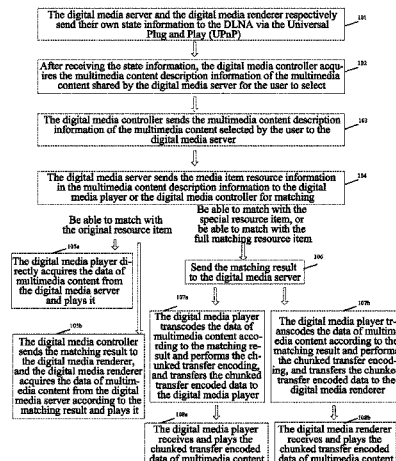 The digital media server and the digital media renderer respectively
send their own state information to the DLNA via the Universal
Plug and Play (UPnP)
101
After receiving the state information, the digital media controller acqu-
ires the multimedia content description information of the multimedia
content shared by the digital media server for the user to select
102
The digital media controller sends the multimedia content description
information of the multimedia content selected by the user to the
digital media server
103
The digital media server sends the media item resource information
in the multimedia content description information to the digital
media player or the digital media controller for matching
104
Be able to match with
the original resource item
Be able to match with the
special resource item, or
be able to match with the
full matching resource item
105a
The digital media player di-
rectly acquires the data of
multimedia content from
the digital media server
and plays it
106
Send the matching result
to the digital media server
105b
The digital media controller
sends the matching result to
the digital media renderer,
and the digital media renderer
acquires the data of multim-
edia content from the digital
media server according to the
matching result and plays it
107a
The digital media player
transcodes the data of
multimedia content acco-
rding to the matching re-
sult and performs the ch-
unked transfer encoding,
and transfers the chunked
transfer encoded data to
the digital media player
107b
The digital media player tr-
anscodes the data of multim-
edia content according to the
matching result and performs
the chunked transfer encod-
ing, and transfers the chunked
transfer encoded data to the
digital media renderer
108a
The digital media player
receives and plays the
chunked transfer encoded
data of multimedia content
108b
The digital media renderer
receives and plays the
chunked transfer encoded
data of multimedia content